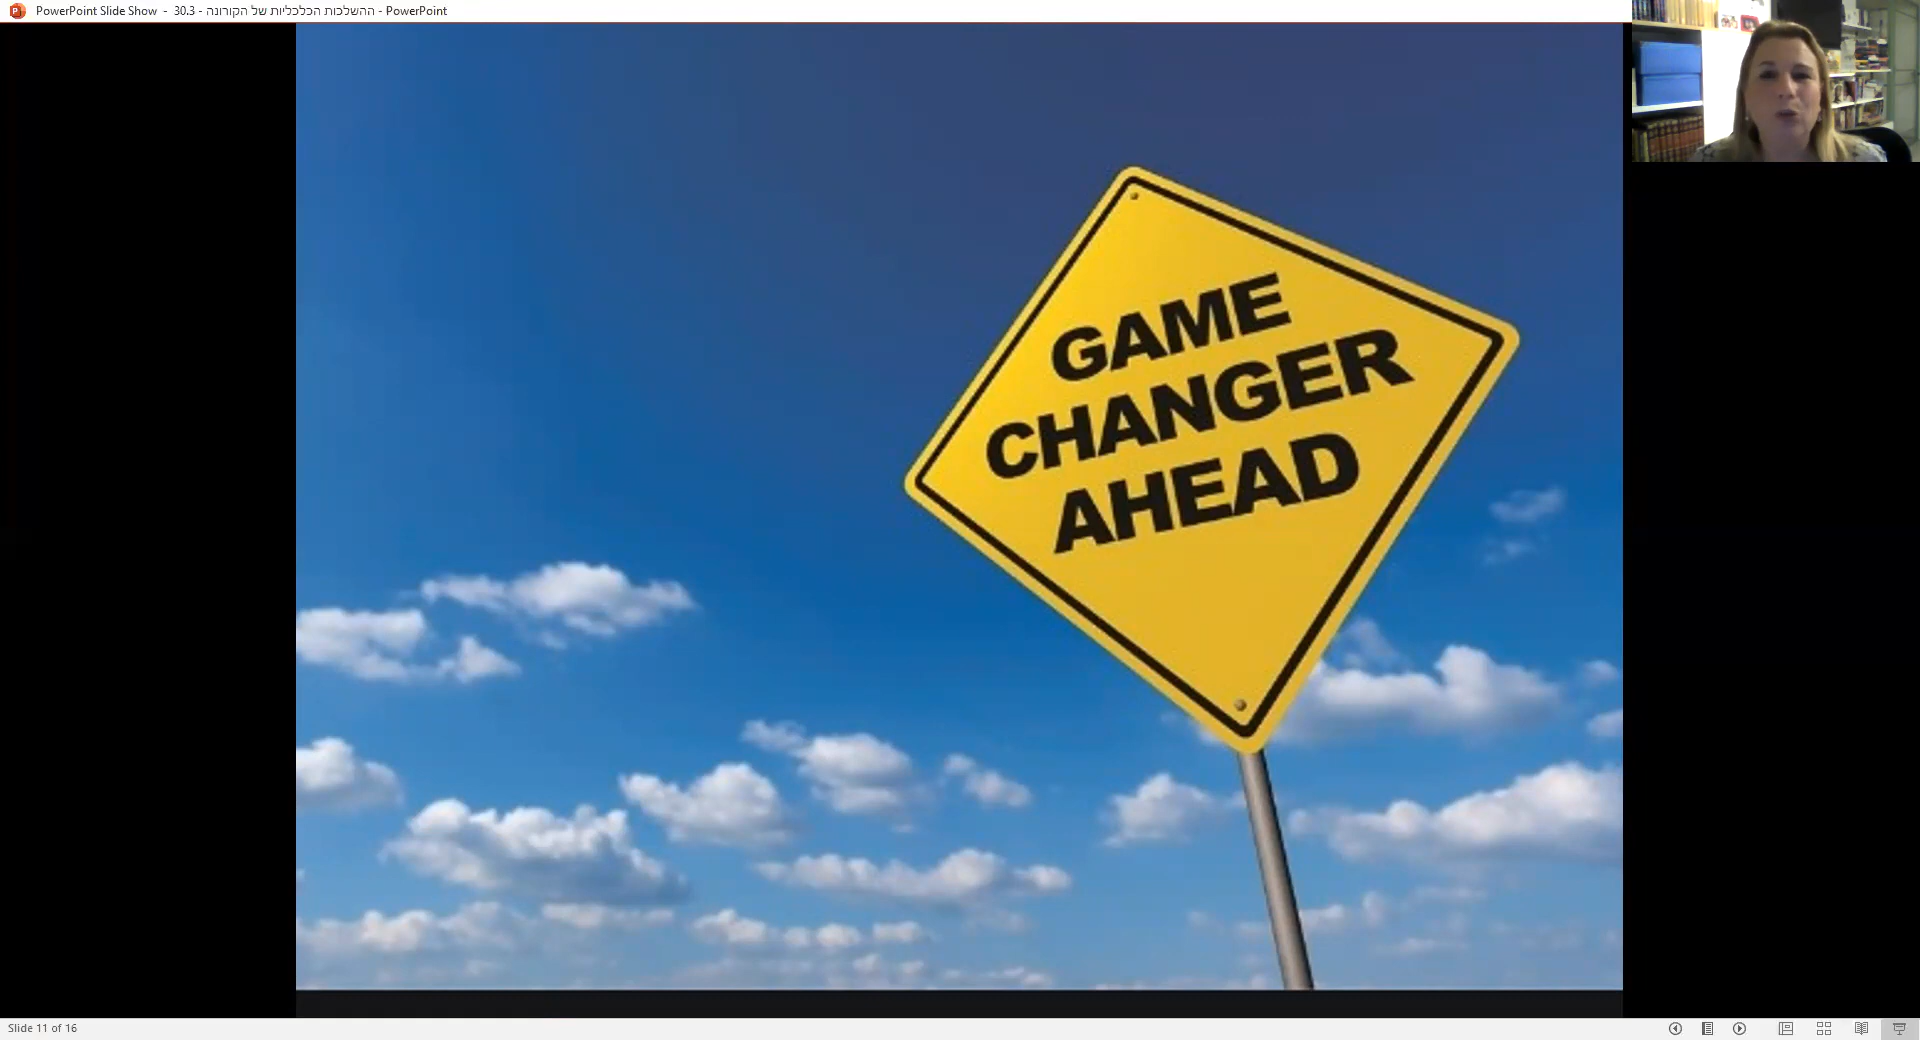 PowerPoint Slide Show - 30.3 - ההשלכות הכלכליות של הקורונה - PowerPoint
GAME
CHANGER
AHEAD
Slide 11 of 16